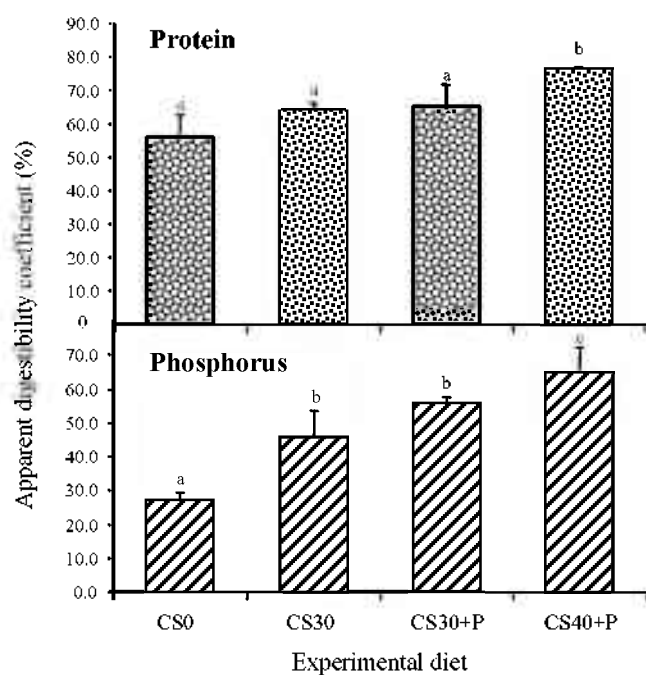 90.0
Protein
b
80.0
a
70.0
60.0
50.0
40.0
30.0
20.0
10.0
0
Apparent digestibility coefficient (%)
70.0
Phosphorus
60.0
b
b
50.0
40.0
a
30.0
20.0
10.0
0.0
CS0
CS30
CS30+P
CS40+P
Experimental diet